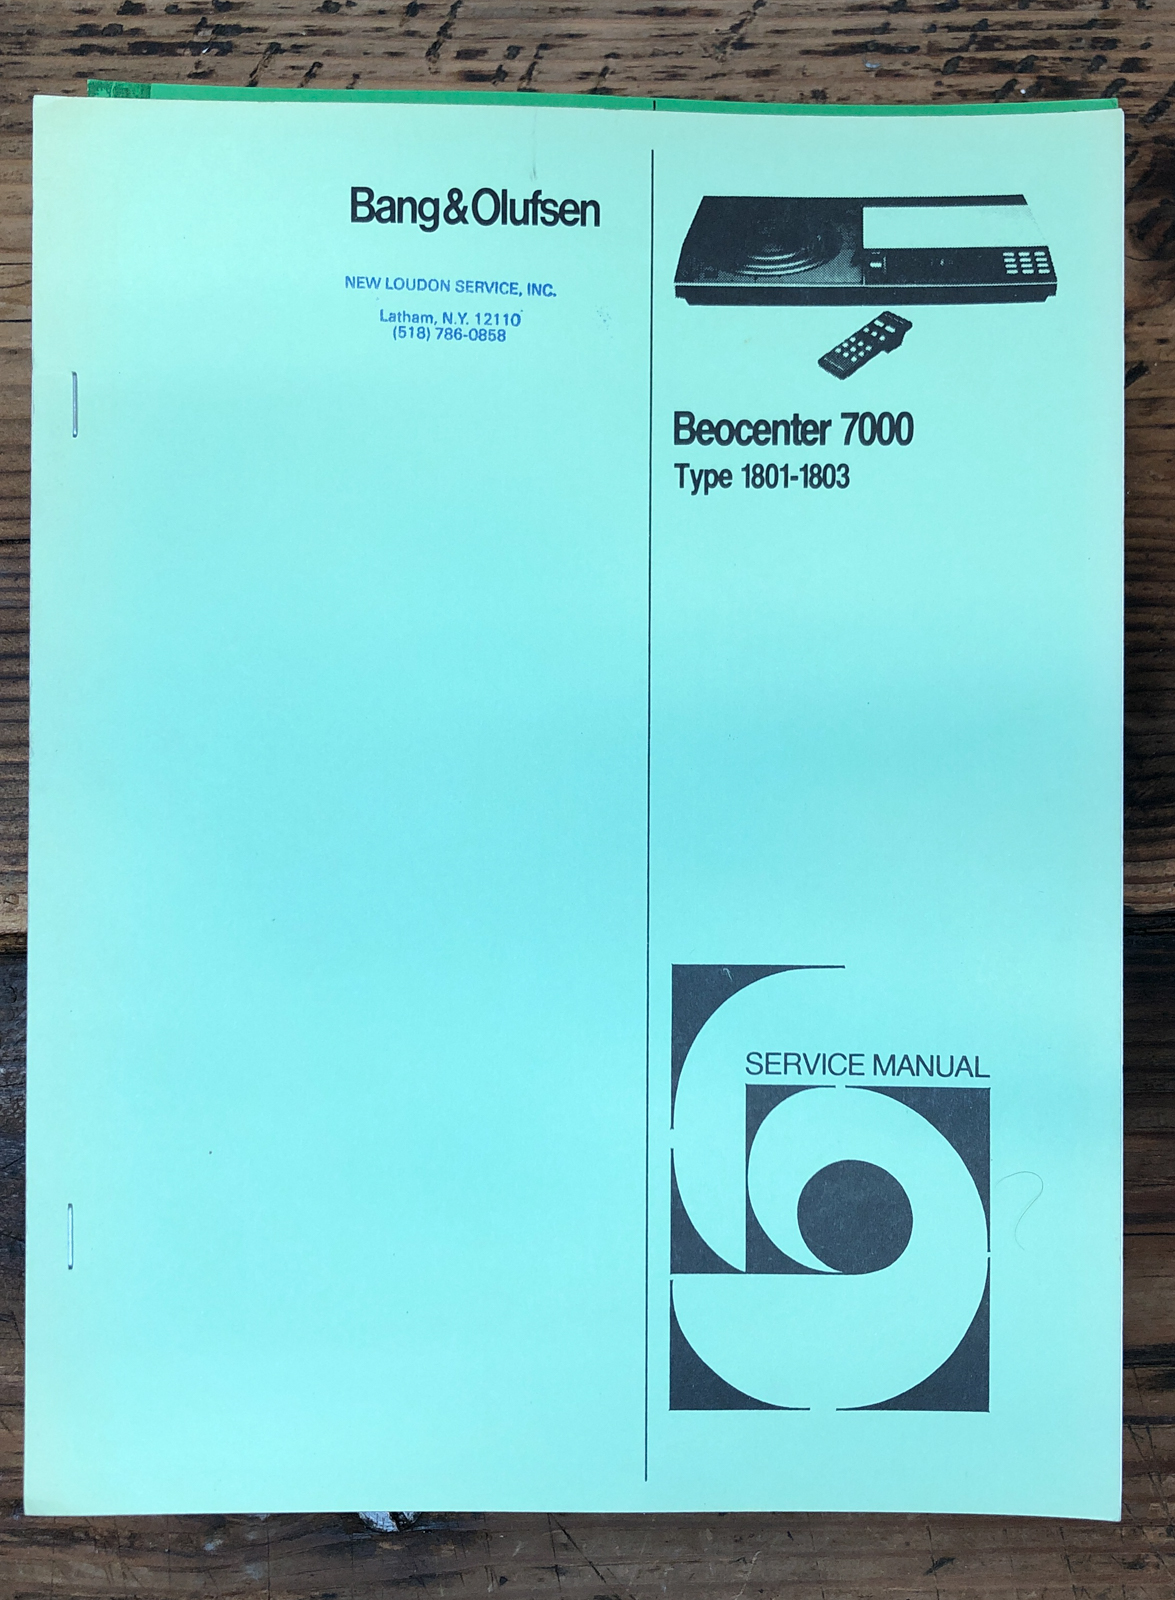 Bang&Olufsen
NEW LOUDON SERVICE, INC.
Latham, N.Y. 12110
(518) 786-0858
Beocenter 7000
Type 1801-1803
SERVICE MANUAL